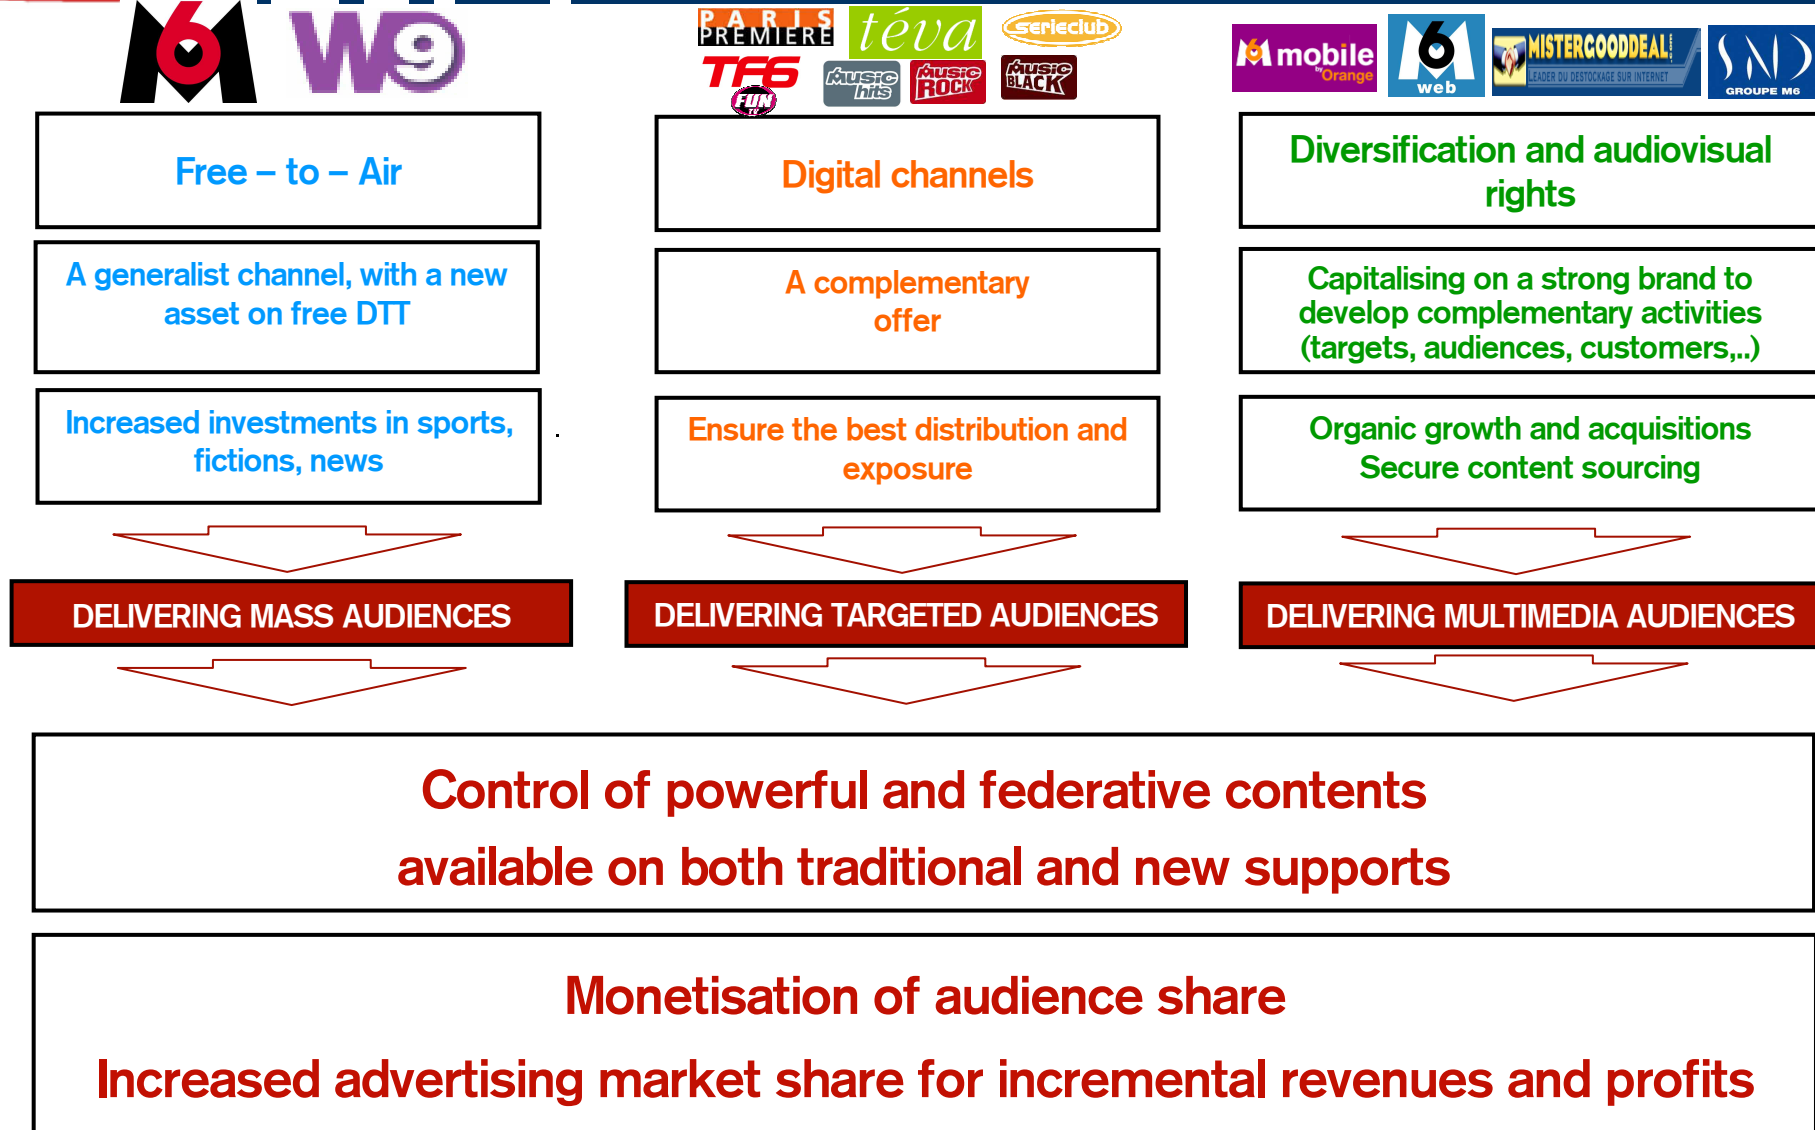 M6
W9
PARIS
PREMIERE
téva
serieclub
TF6
FUN
TV
music
hits
music
ROCK
music
BLACK
M6 mobile
by Orange
M6
web
MISTERGOODDEAL.com
LEADER DU DESTOCKAGE SUR INTERNET
SND
GROUPE M6
Free – to – Air
A generalist channel, with a new
asset on free DTT
Increased investments in sports,
fictions, news
DELIVERING MASS AUDIENCES
Digital channels
A complementary
offer
Ensure the best distribution and
exposure
DELIVERING TARGETED AUDIENCES
Diversification and audiovisual
rights
Capitalising on a strong brand to
develop complementary activities
(targets, audiences, customers,..)
Organic growth and acquisitions
Secure content sourcing
DELIVERING MULTIMEDIA AUDIENCES
.
Control of powerful and federative contents
available on both traditional and new supports
Monetisation of audience share
Increased advertising market share for incremental revenues and profits